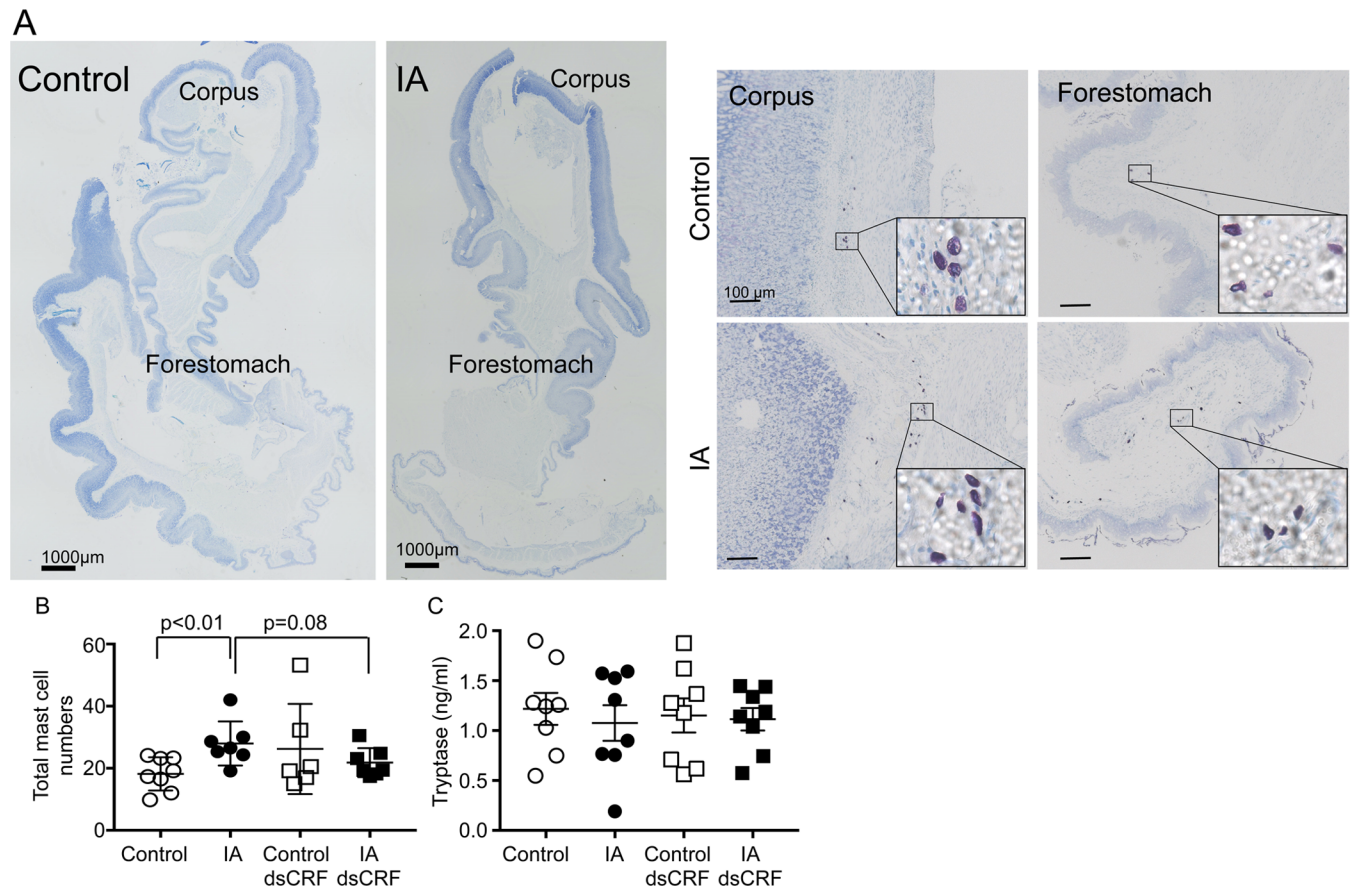 A
Control
Corpus
Forestomach
1000µm
IA
Corpus
Forestomach
1000µm
Corpus
Forestomach
Control
100 µm
IA
B
p<0.01
p=0.08
Total mast cell
numbers
60
40
20
0
Control
IA
Control
dsCRF
IA
dsCRF
C
Tryptase (ng/ml)
2.0
1.5
1.0
0.5
0.0
Control
IA
Control
dsCRF
IA
dsCRF